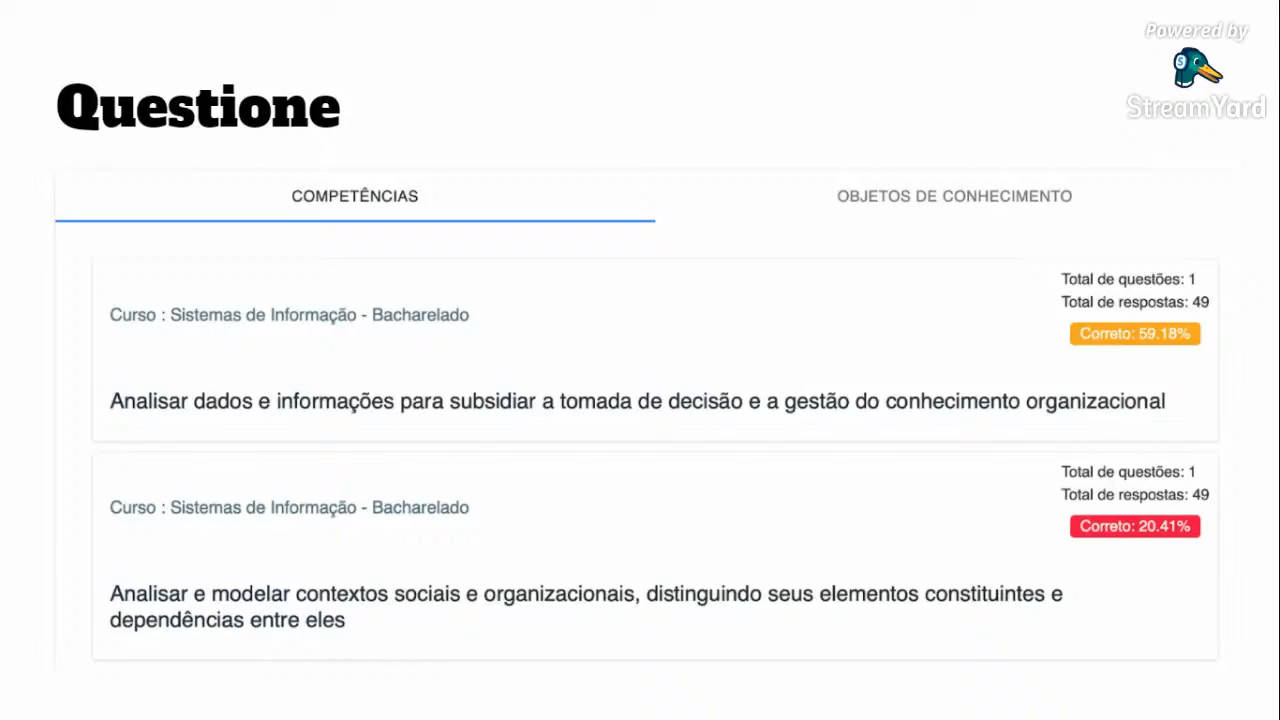 Powered by
StreamYard
Questione
COMPETÊNCIAS
OBJETOS DE CONHECIMENTO
Total de questões: 1
Total de respostas: 49
Curso : Sistemas de Informação - Bacharelado
Correto: 59.18%
Analisar dados e informações para subsidiar a tomada de decisão e a gestão do conhecimento organizacional
Total de questões: 1
Total de respostas: 49
Curso : Sistemas de Informação - Bacharelado
Correto: 20.41%
Analisar e modelar contextos sociais e organizacionais, distinguindo seus elementos constituintes e
dependências entre eles